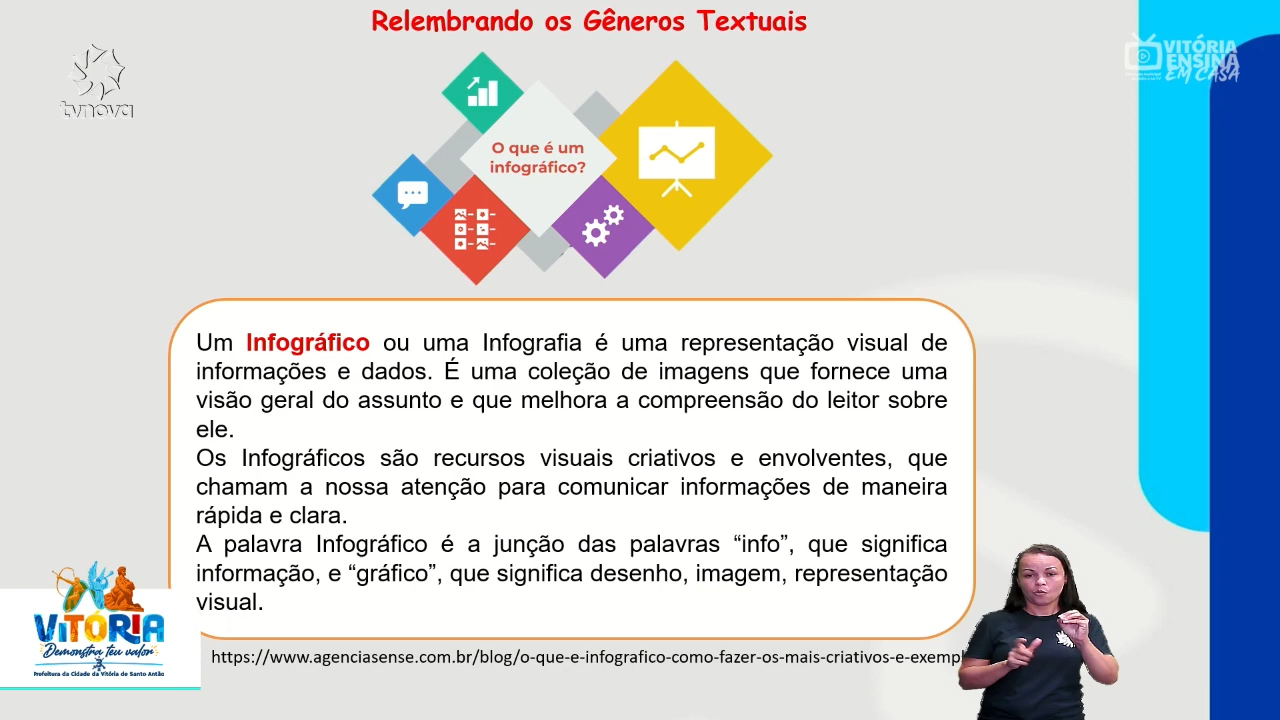 Relembrando os Gêneros Textuais
tvnova
VITÓRIA
ENSINA
EM CASA
O que é um
infográfico?
Um Infográfico ou uma Infografia é uma representação visual de
informações e dados. É uma coleção de imagens que fornece uma
visão geral do assunto e que melhora a compreensão do leitor sobre
ele.
Os Infográficos são recursos visuais criativos e envolventes, que
chamam a nossa atenção para comunicar informações de maneira
rápida e clara.
A palavra Infográfico é a junção das palavras “info”, que significa
informação, e “gráfico”, que significa desenho, imagem, representação
visual.
VITÓRIA
Demonstra teu valor
Prefeitura da Cidade da Vitória de Santo Antão
https://www.agenciasense.com.br/blog/o-que-e-infografico-como-fazer-os-mais-criativos-e-exempl